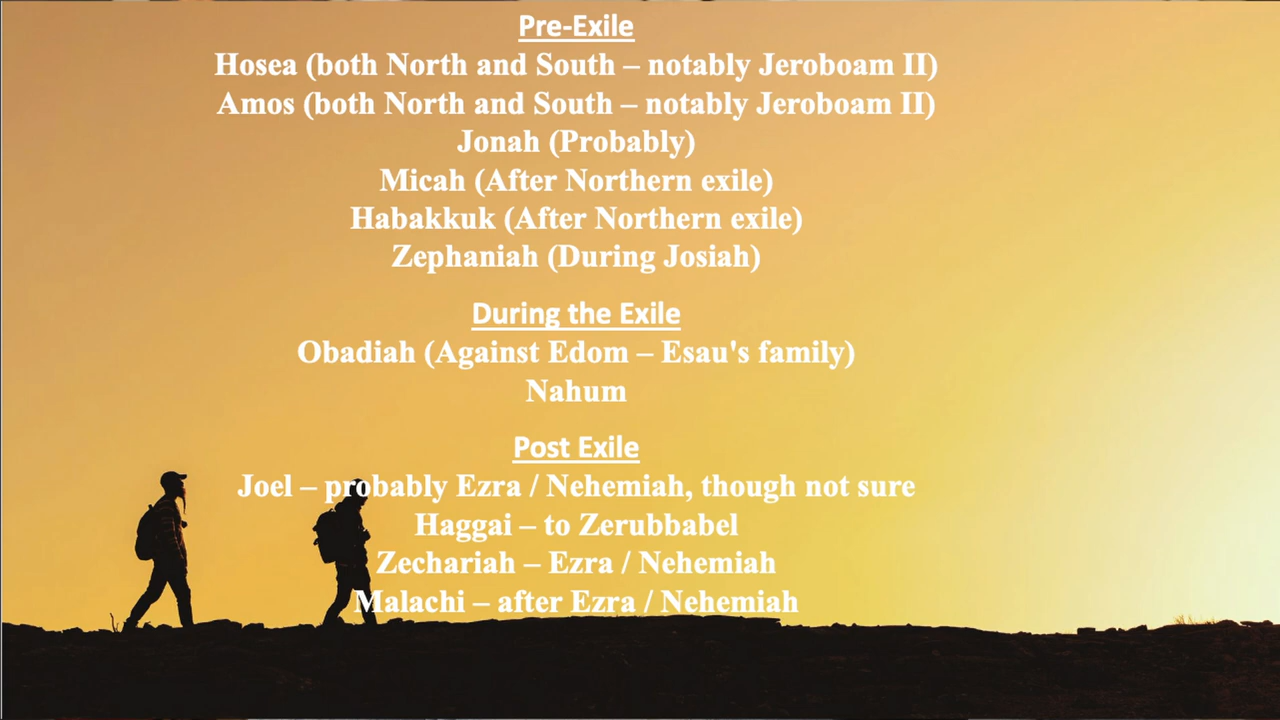 Pre-Exile
Hosea (both North and South – notably Jeroboam II)
Amos (both North and South – notably Jeroboam II)
Jonah (Probably)
Micah (After Northern exile)
Habakkuk (After Northern exile)
Zephaniah (During Josiah)
During the Exile
Obadiah (Against Edom – Esau's family)
Nahum
Post Exile
Joel – probably Ezra / Nehemiah, though not sure
Haggai – to Zerubbabel
Zechariah – Ezra / Nehemiah
Malachi – after Ezra / Nehemiah